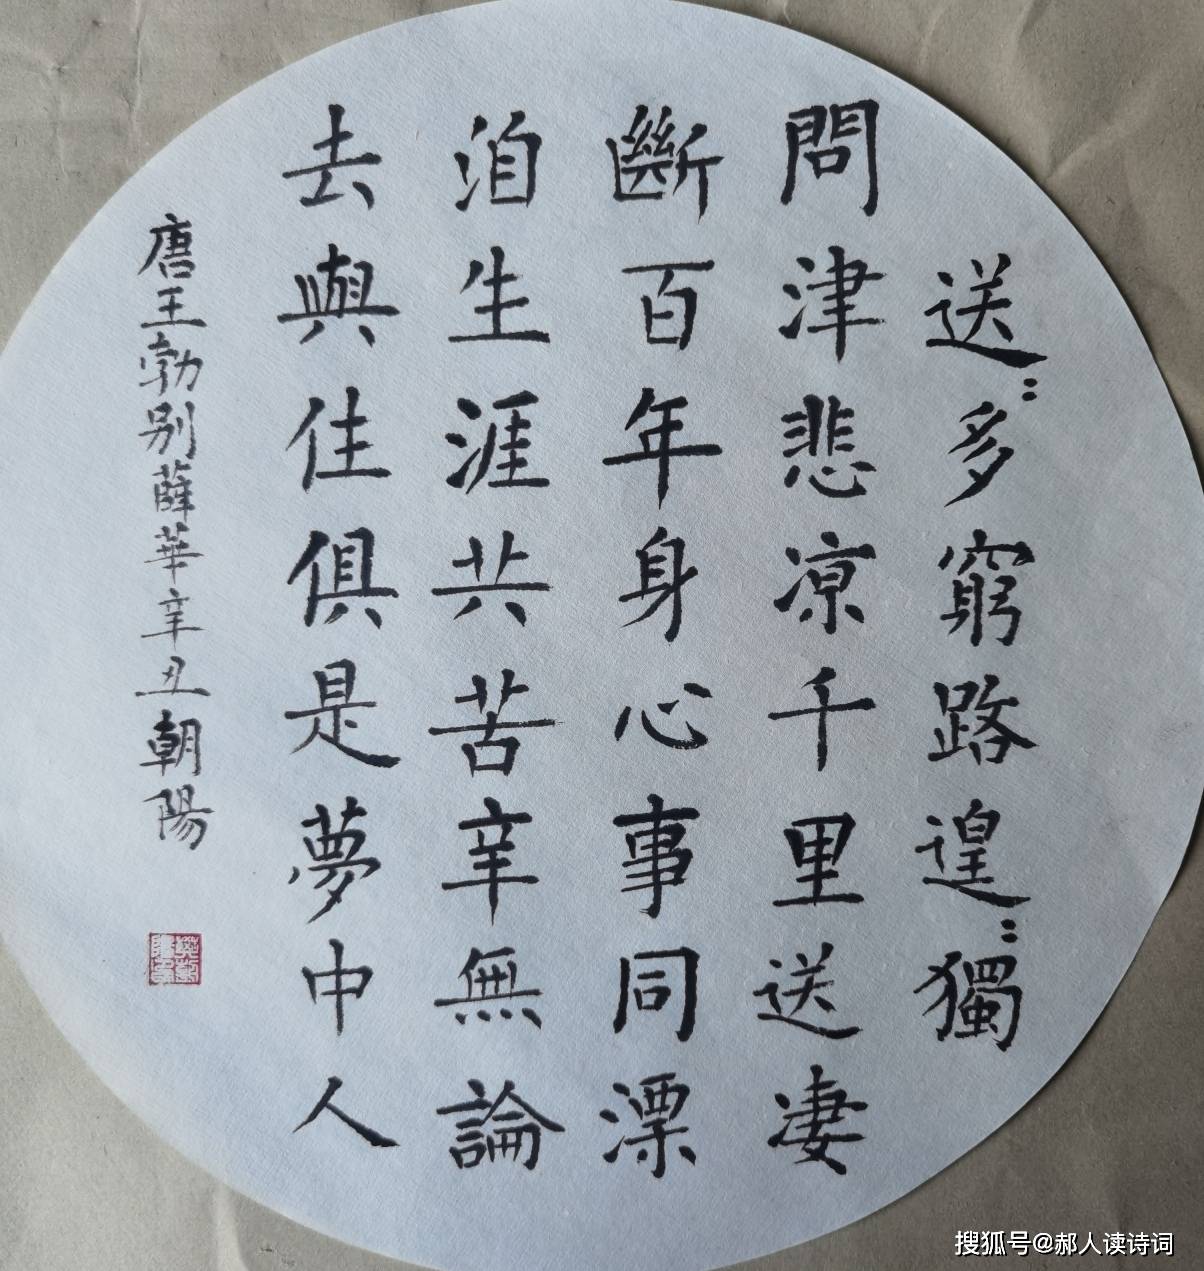 送〻多窮路遑〻獨
問津悲凉千里送凄
斷百年身心事同漂
泊生涯共苦辛無論
去與住俱是夢中人
唐王勃别薛華辛丑朝陽
搜狐号@郝人读诗词